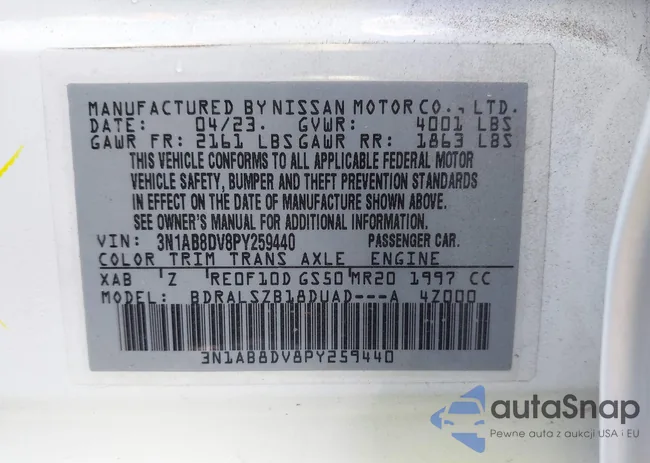 MANUFACTURED BY NISSAN MOTOR CO., LTD.
DATE: 04/23. GVWR: 4001 LBS
GAWR FR: 2161 LBS GAWR RR: 1863 LBS
THIS VEHICLE CONFORMS TO ALL APPLICABLE FEDERAL MOTOR
VEHICLE SAFETY, BUMPER AND THEFT PREVENTION STANDARDS
IN EFFECT ON THE DATE OF MANUFACTURE SHOWN ABOVE.
SEE OWNER'S MANUAL FOR ADDITIONAL INFORMATION.
VIN: 3N1AB8DV8PY259440 PASSENGER CAR.
COLOR TRIM TRANS AXLE ENGINE
XAB Z RE0F10D GS50 MR20 1997 CC
MODEL: BDRALSZB18DUAD---A 4Z000
3N1AB8DV8PY259440
autaSnap
Pewne auta z aukcji USA i EU